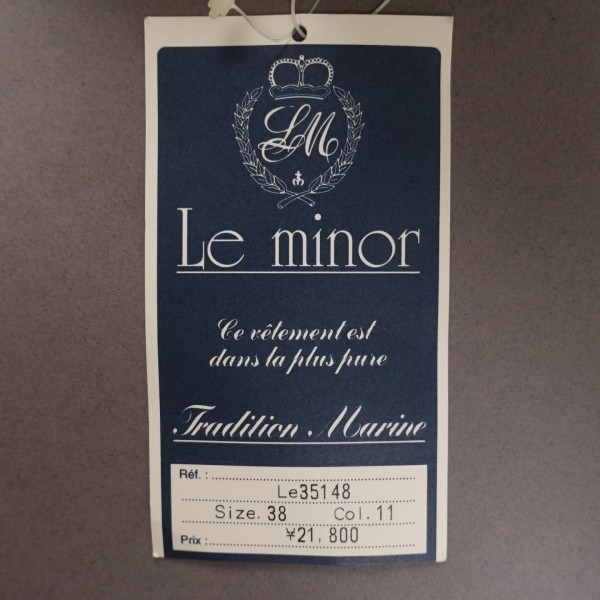 LM
Le minor
Ce vêtement est
dans la plus pure
Tradition Marine
Réf. :
Le35148
Size. 38 Col. 11
Prix : ¥21,800